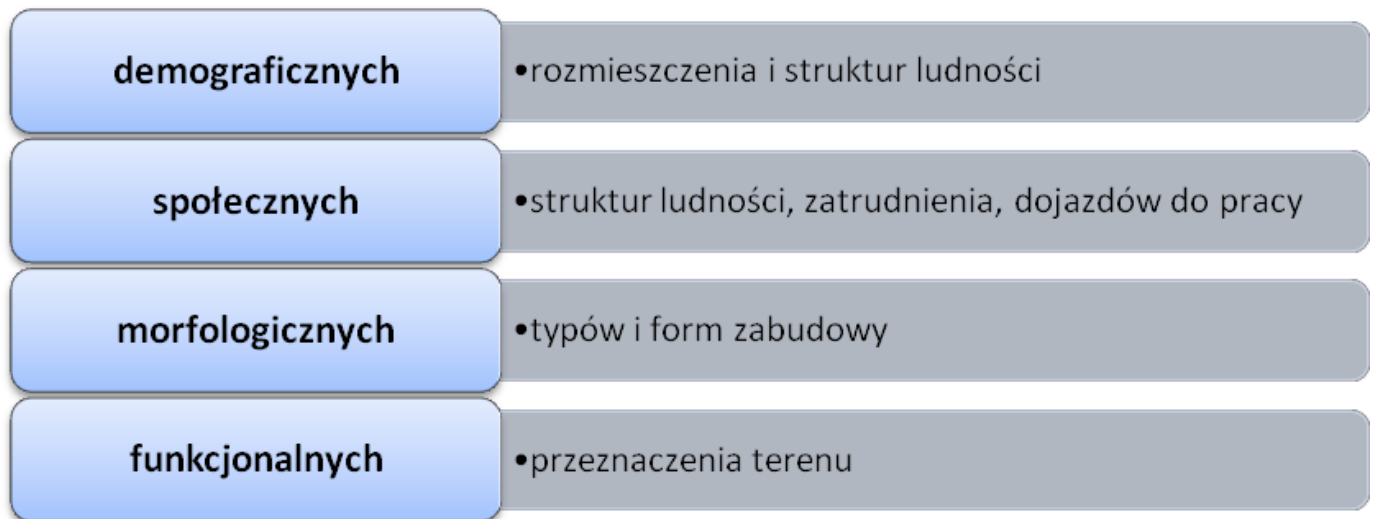 demograficznych
•rozmieszczenia i struktur ludności
społecznych
•struktur ludności, zatrudnienia, dojazdów do pracy
morfologicznych
•typów i form zabudowy
funkcjonalnych
•przeznaczenia terenu